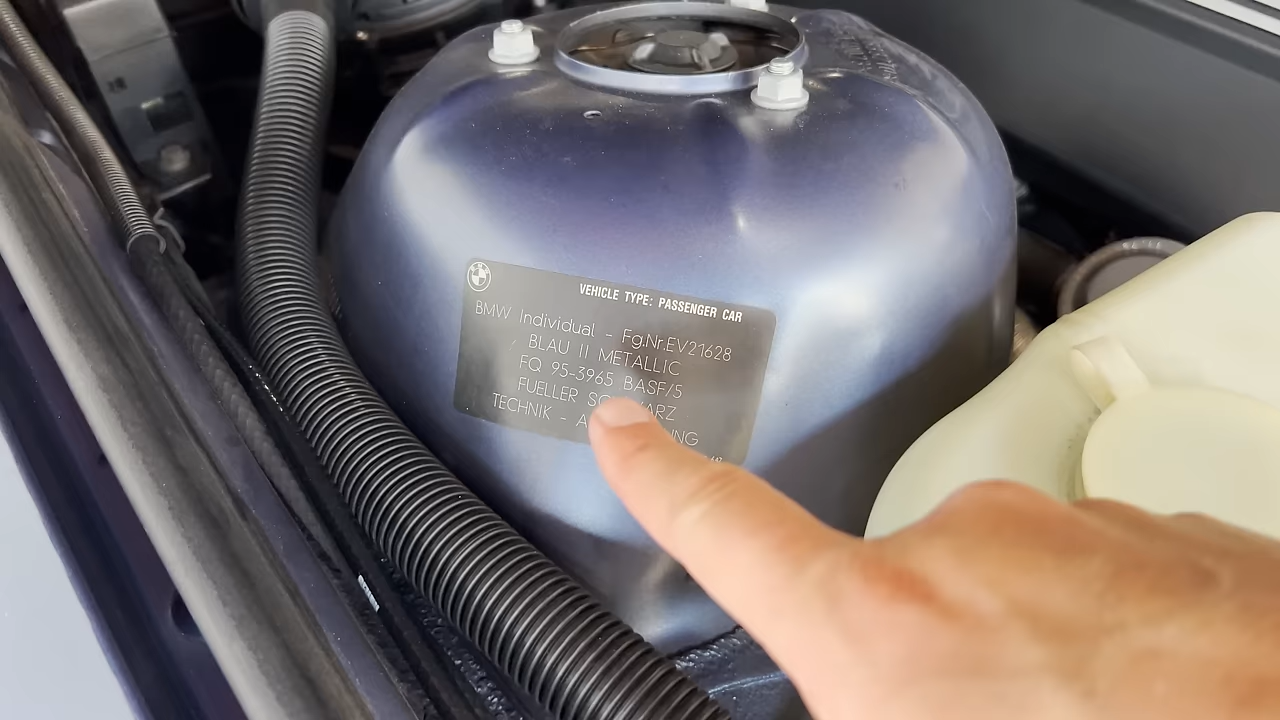 VEHICLE TYPE: PASSENGER CAR
BMW Individual - Fg.Nr.EV21628
BLAU II METALLIC
FQ 95-3965 BASF/5
FUELLER
TECHNIK -